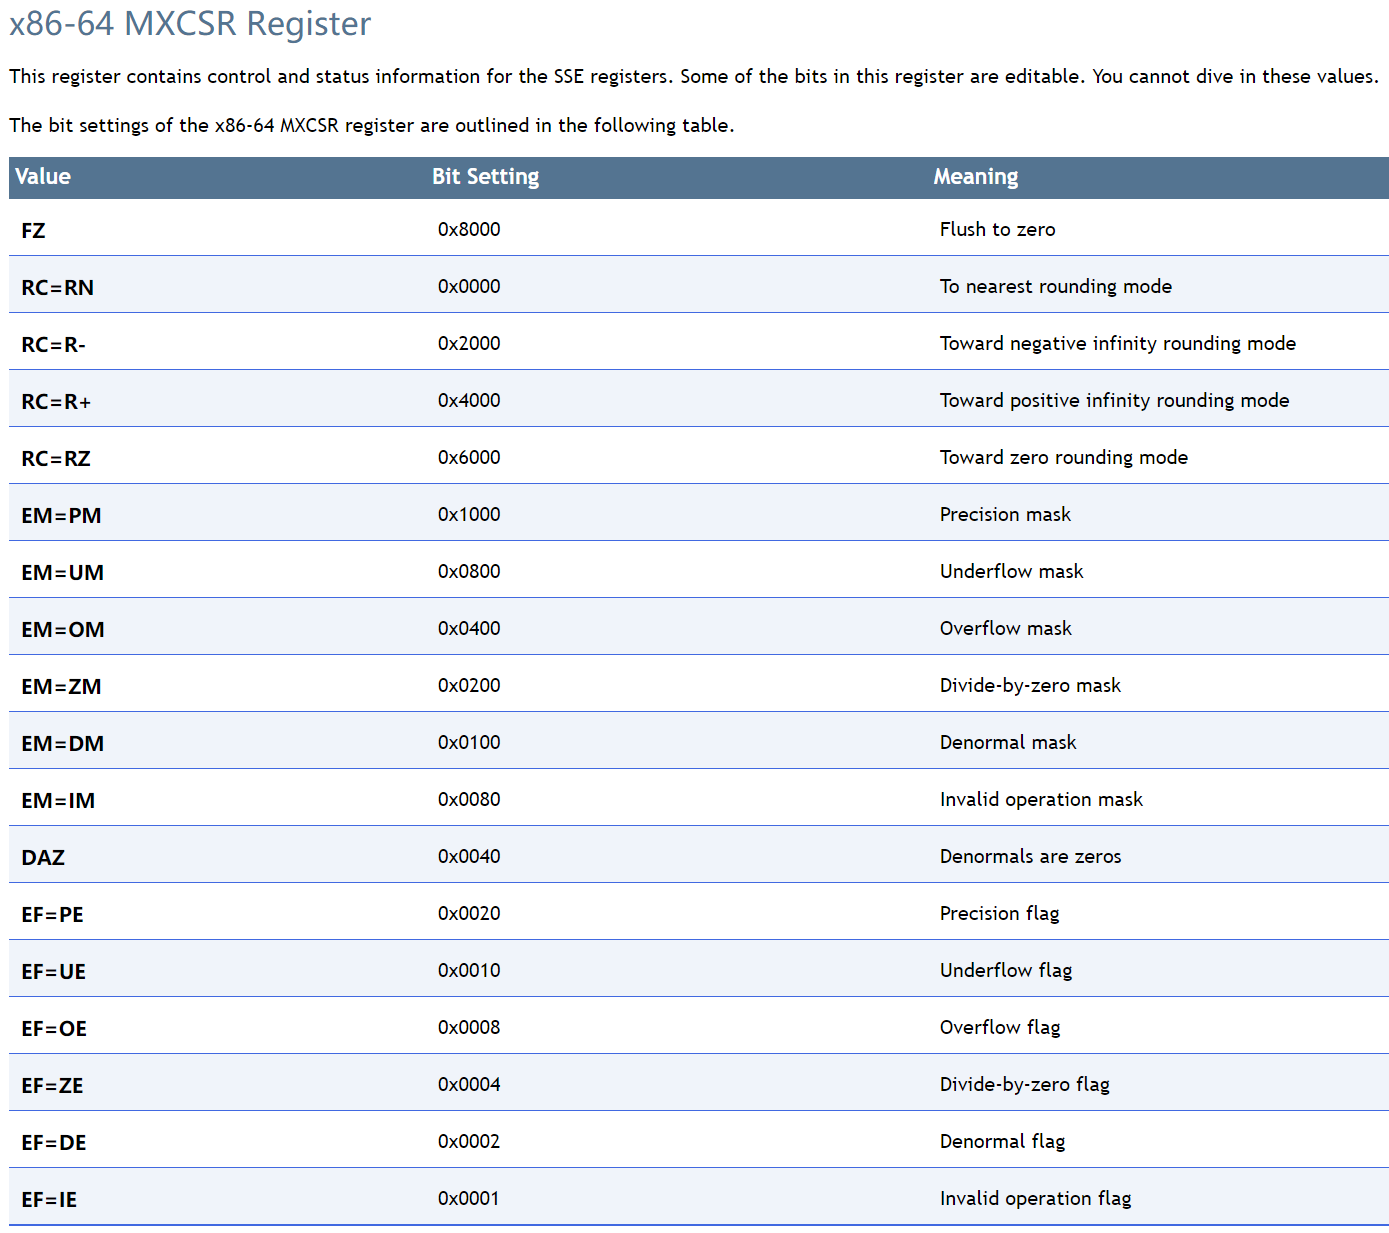 x86-64 MXCSR Register
This register contains control and status information for the SSE registers. Some of the bits in this register are editable. You cannot dive in these values.
The bit settings of the x86-64 MXCSR register are outlined in the following table.
Value Bit Setting Meaning
FZ 0x8000 Flush to zero
RC=RN 0x0000 To nearest rounding mode
RC=R- 0x2000 Toward negative infinity rounding mode
RC=R+ 0x4000 Toward positive infinity rounding mode
RC=RZ 0x6000 Toward zero rounding mode
EM=PM 0x1000 Precision mask
EM=UM 0x0800 Underflow mask
EM=OM 0x0400 Overflow mask
EM=ZM 0x0200 Divide-by-zero mask
EM=DM 0x0100 Denormal mask
EM=IM 0x0080 Invalid operation mask
DAZ 0x0040 Denormals are zeros
EF=PE 0x0020 Precision flag
EF=UE 0x0010 Underflow flag
EF=OE 0x0008 Overflow flag
EF=ZE 0x0004 Divide-by-zero flag
EF=DE 0x0002 Denormal flag
EF=IE 0x0001 Invalid operation flag